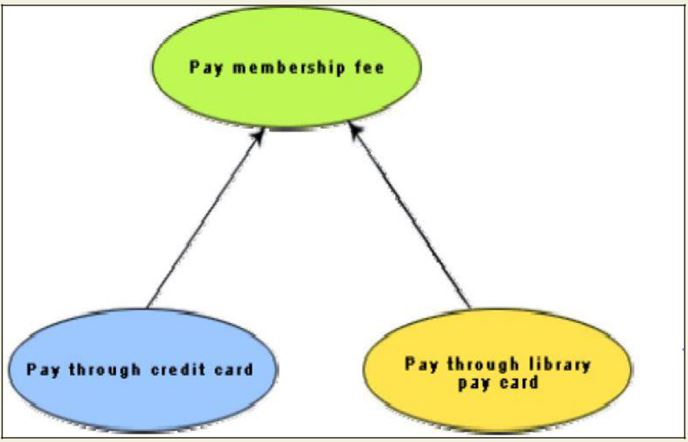 Pay membership fee
Pay through credit card
Pay through library
pay card